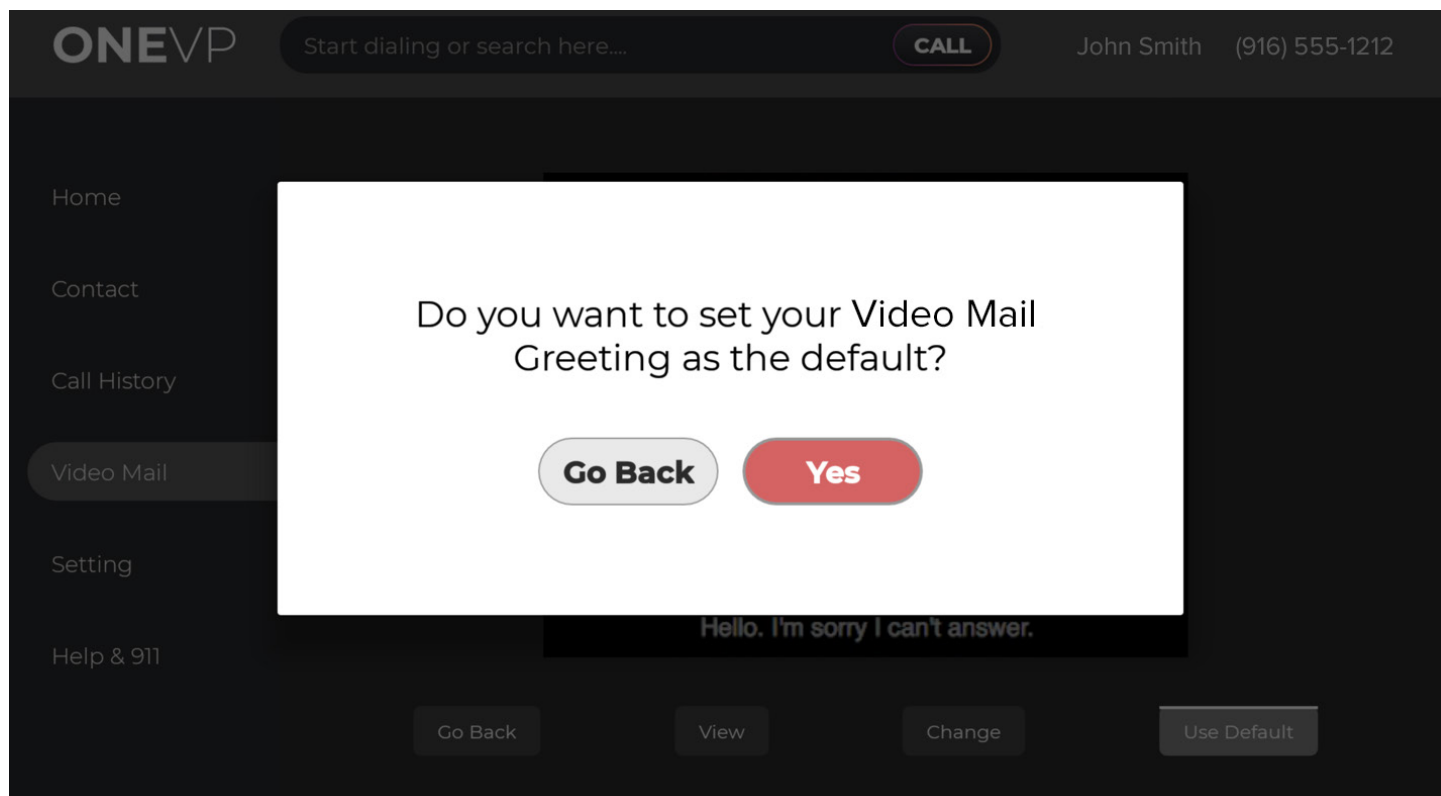 ONEVP
Start dialing or search here....
CALL
John Smith
(916) 555-1212
Home
Contact
Call History
Video Mail
Setting
Help & 911
Do you want to set your Video Mail
Greeting as the default?
Go Back
Yes
Hello. I'm sorry I can't answer.
Go Back
View
Change
Use Default